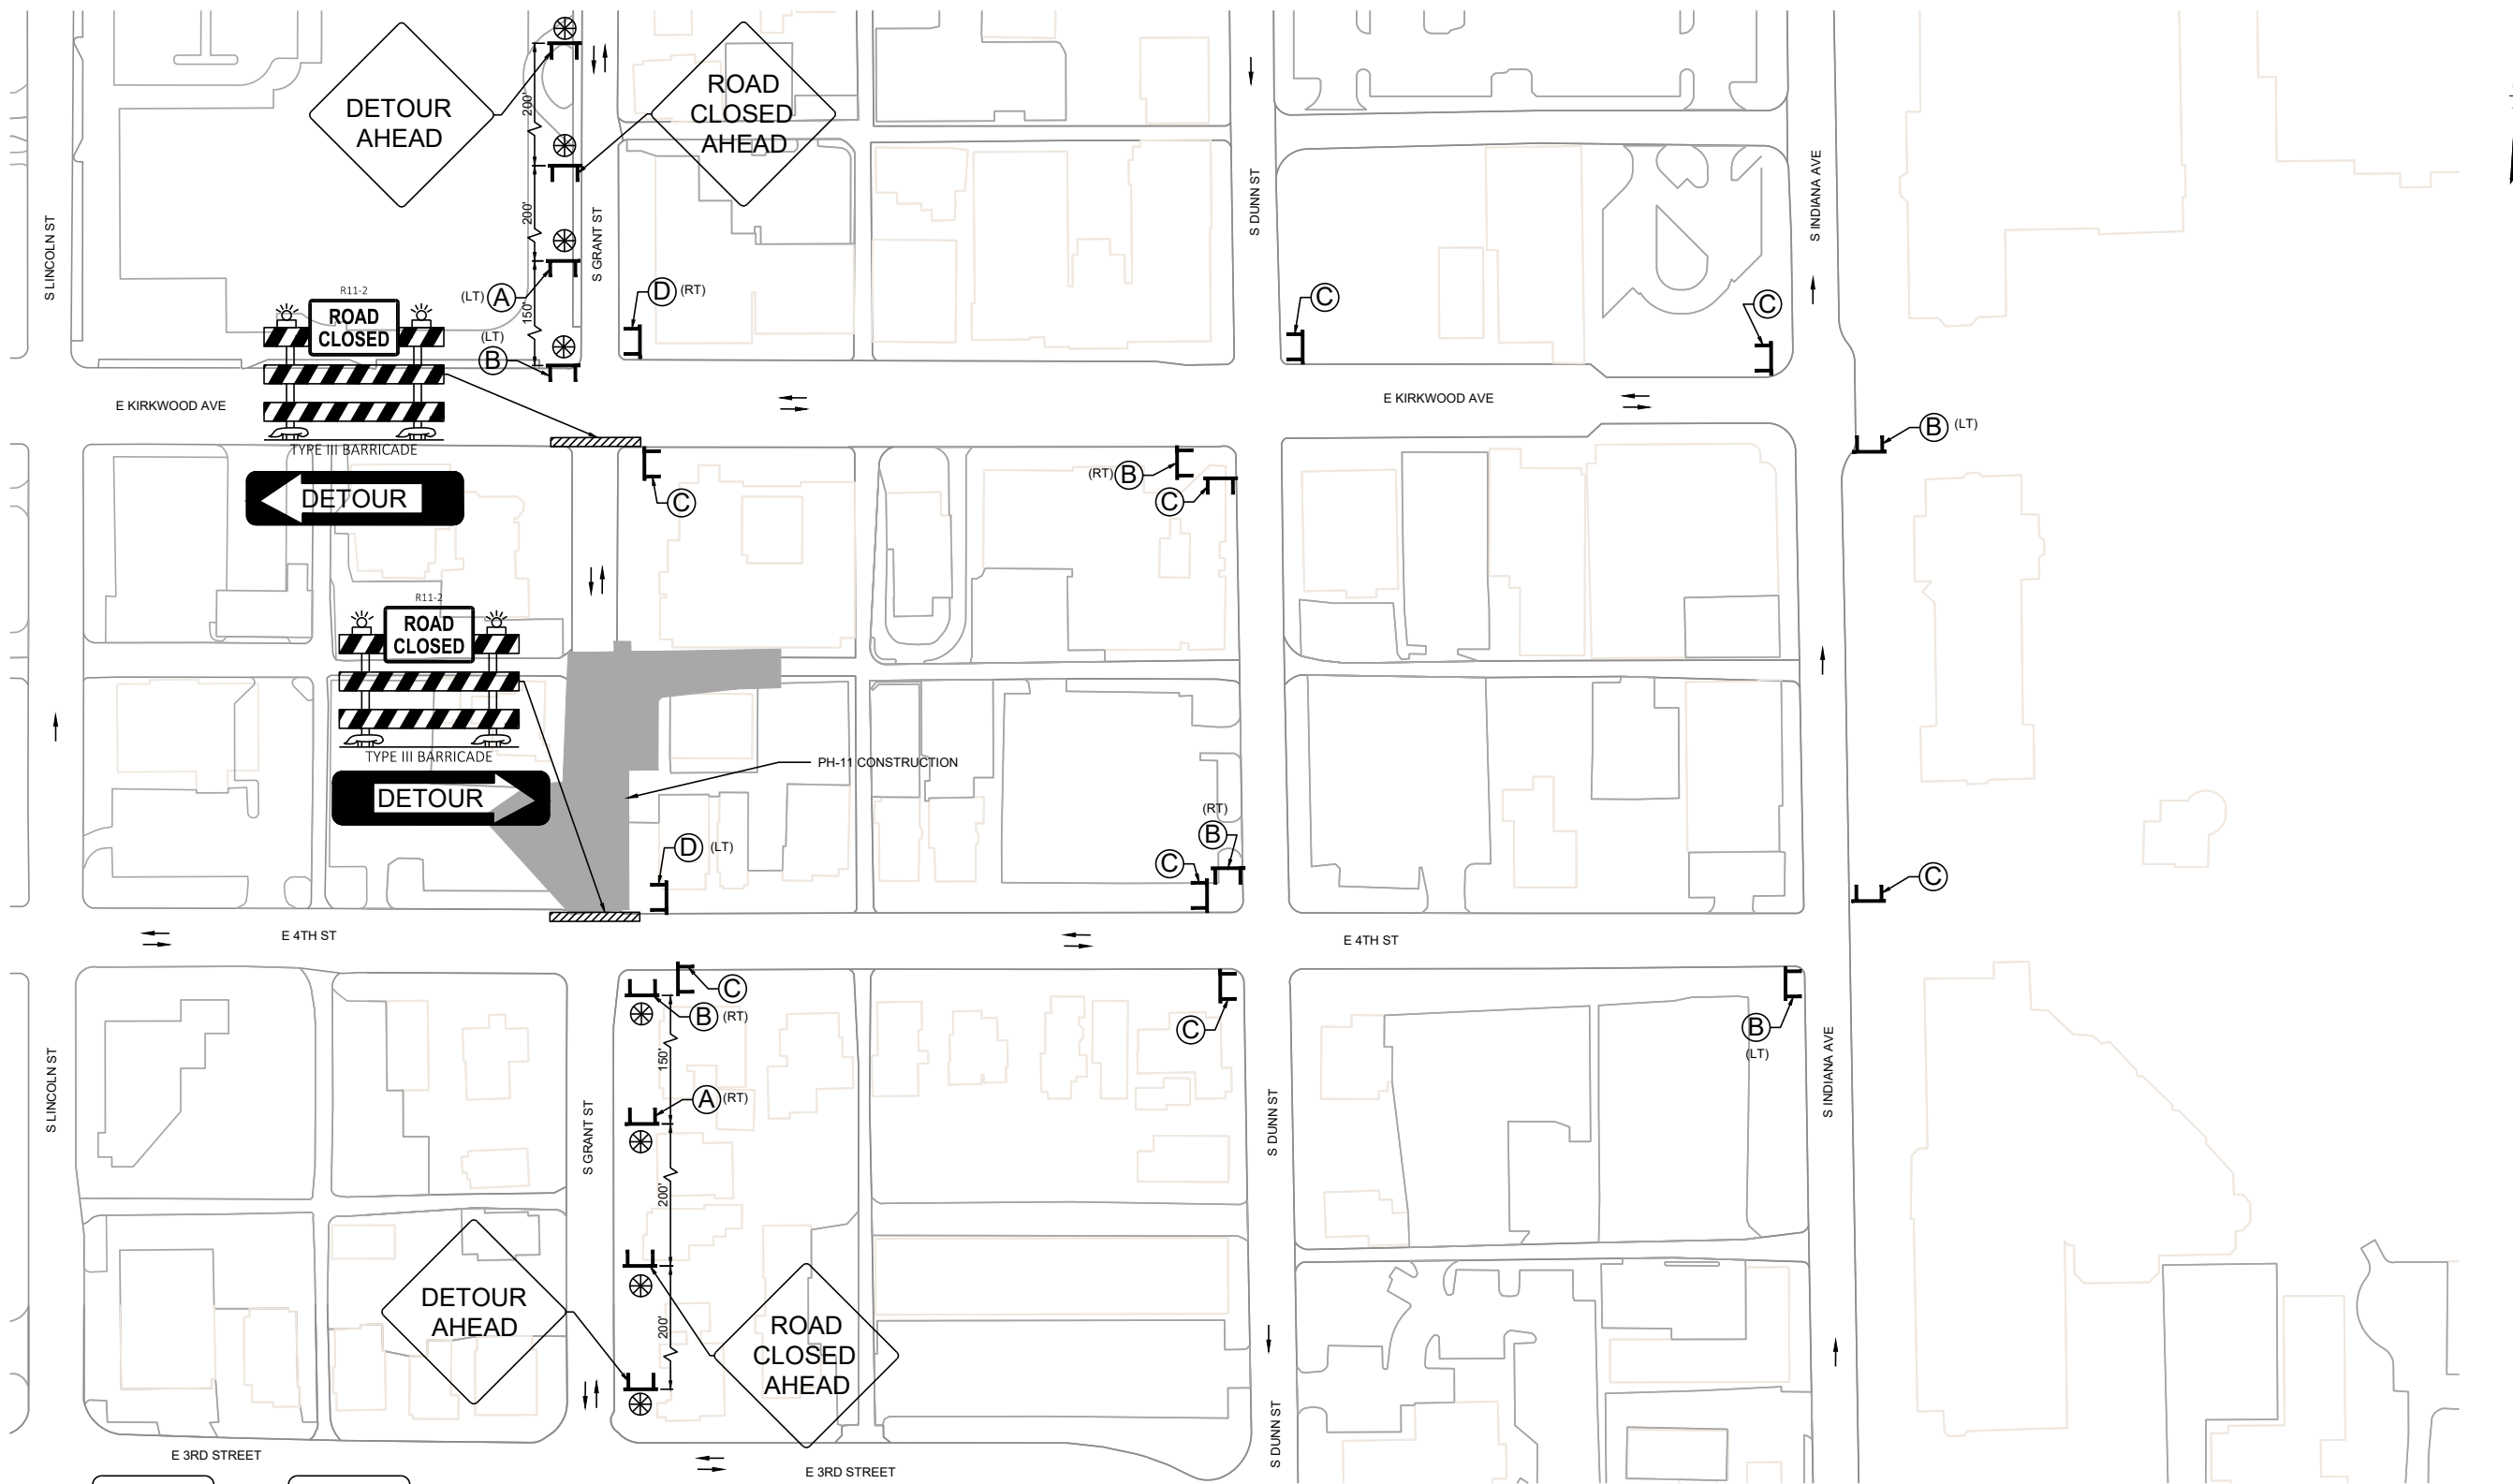 DETOUR
AHEAD
ROAD
CLOSED
AHEAD
200'
200'
150'
S LINCOLN ST
S GRANT ST
S DUNN ST
S INDIANA AVE
(LT) A
D (RT)
C
C
R11-2
ROAD
CLOSED
(LT)
B
E KIRKWOOD AVE
E KIRKWOOD AVE
TYPE III BARRICADE
DETOUR
C
(RT) B
C
B (LT)
R11-2
ROAD
CLOSED
TYPE III BARRICADE
DETOUR
PH-11 CONSTRUCTION
D (LT)
(RT)
B
C
C
E 4TH ST
E 4TH ST
C
B (RT)
C
B
(LT)
150'
A (RT)
200'
200'
S LINCOLN ST
S GRANT ST
S DUNN ST
S INDIANA AVE
DETOUR
AHEAD
ROAD
CLOSED
AHEAD
S DUNN ST
E 3RD STREET
E 3RD STREET